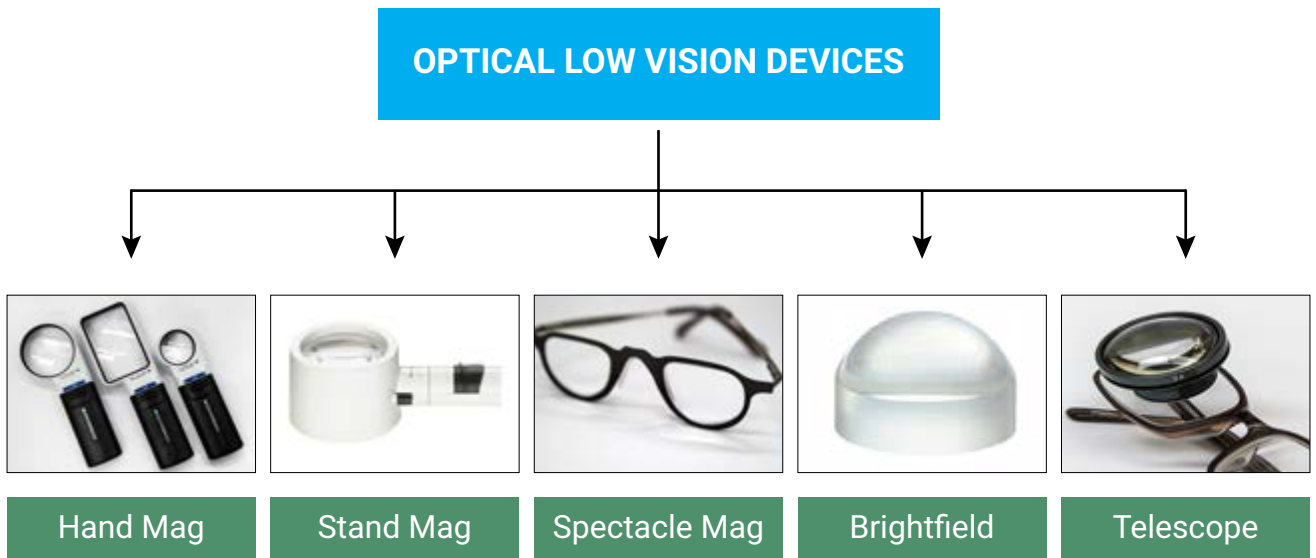 OPTICAL LOW VISION DEVICES
Hand Mag
Stand Mag
Spectacle Mag
Brightfield
Telescope